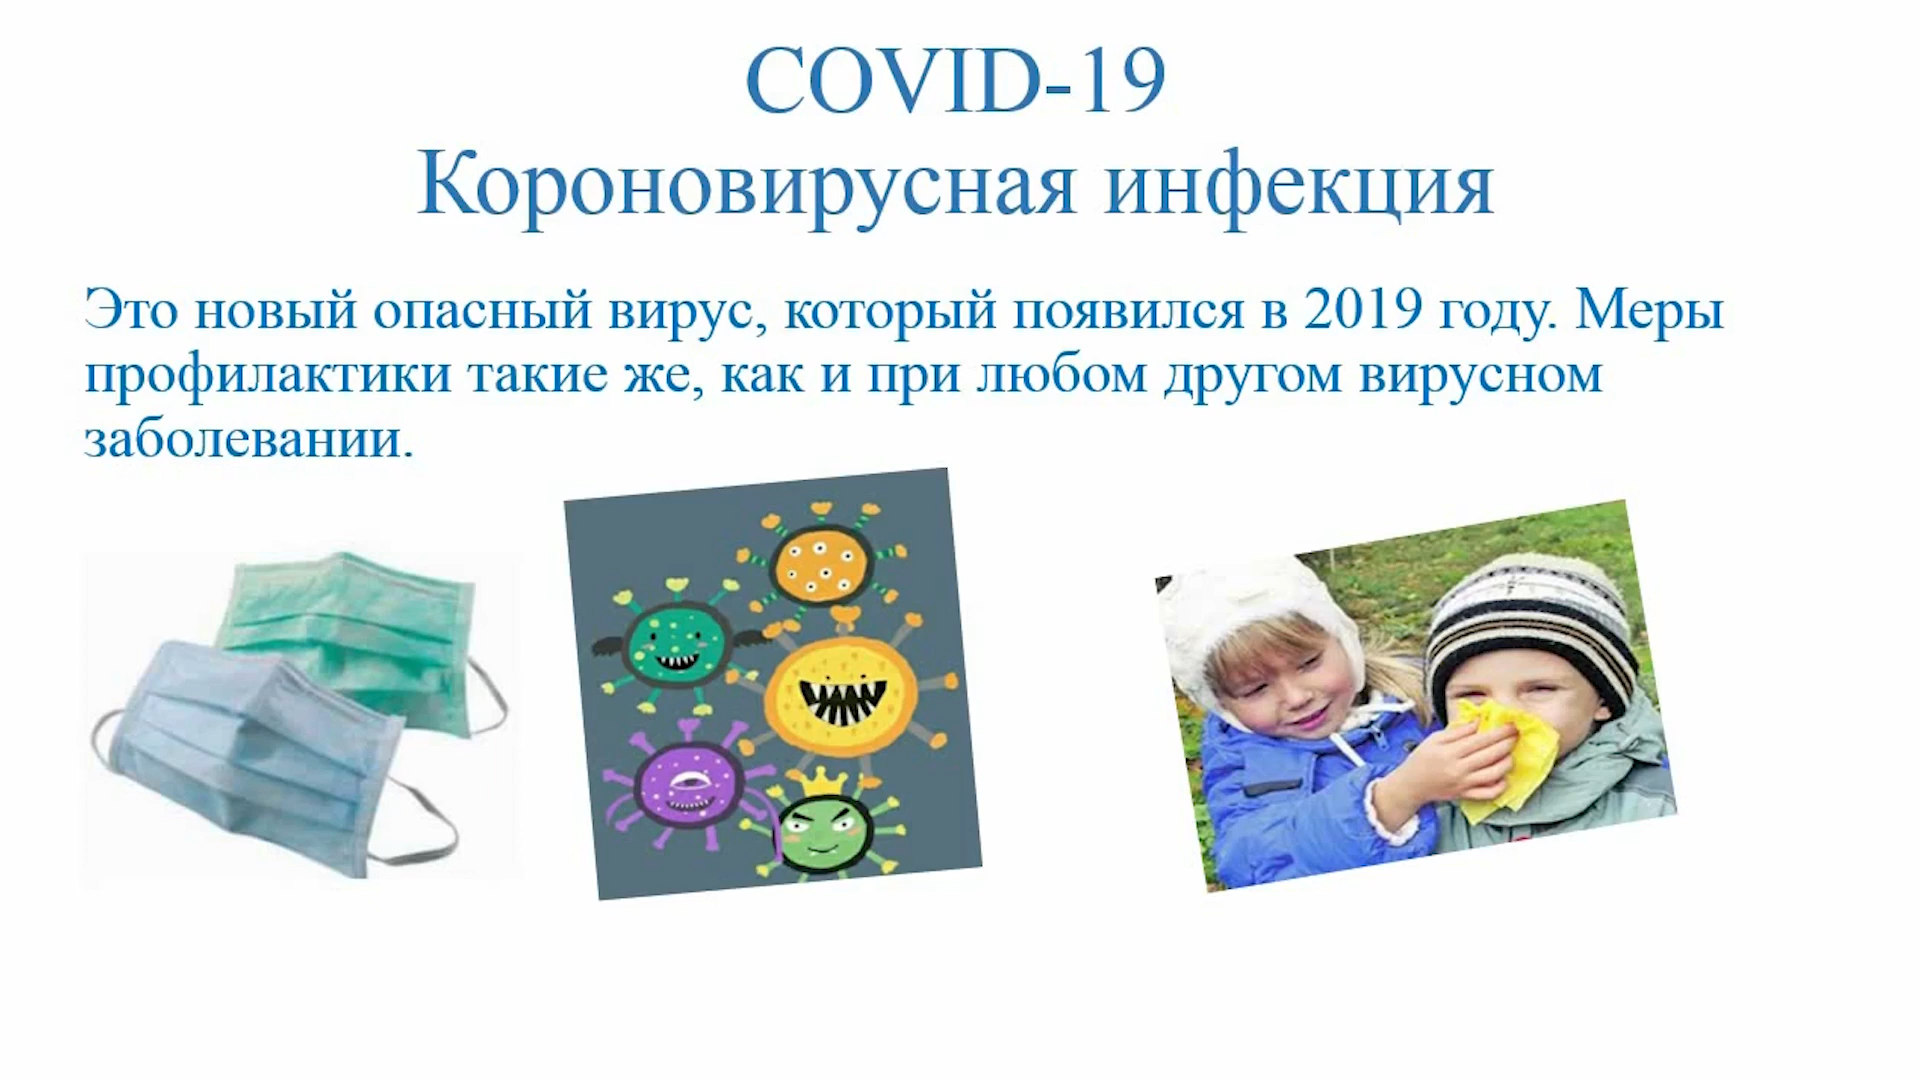 COVID-19
Короновирусная инфекция
Это новый опасный вирус, который появился в 2019 году. Меры
профилактики такие же, как и при любом другом вирусном
заболевании.